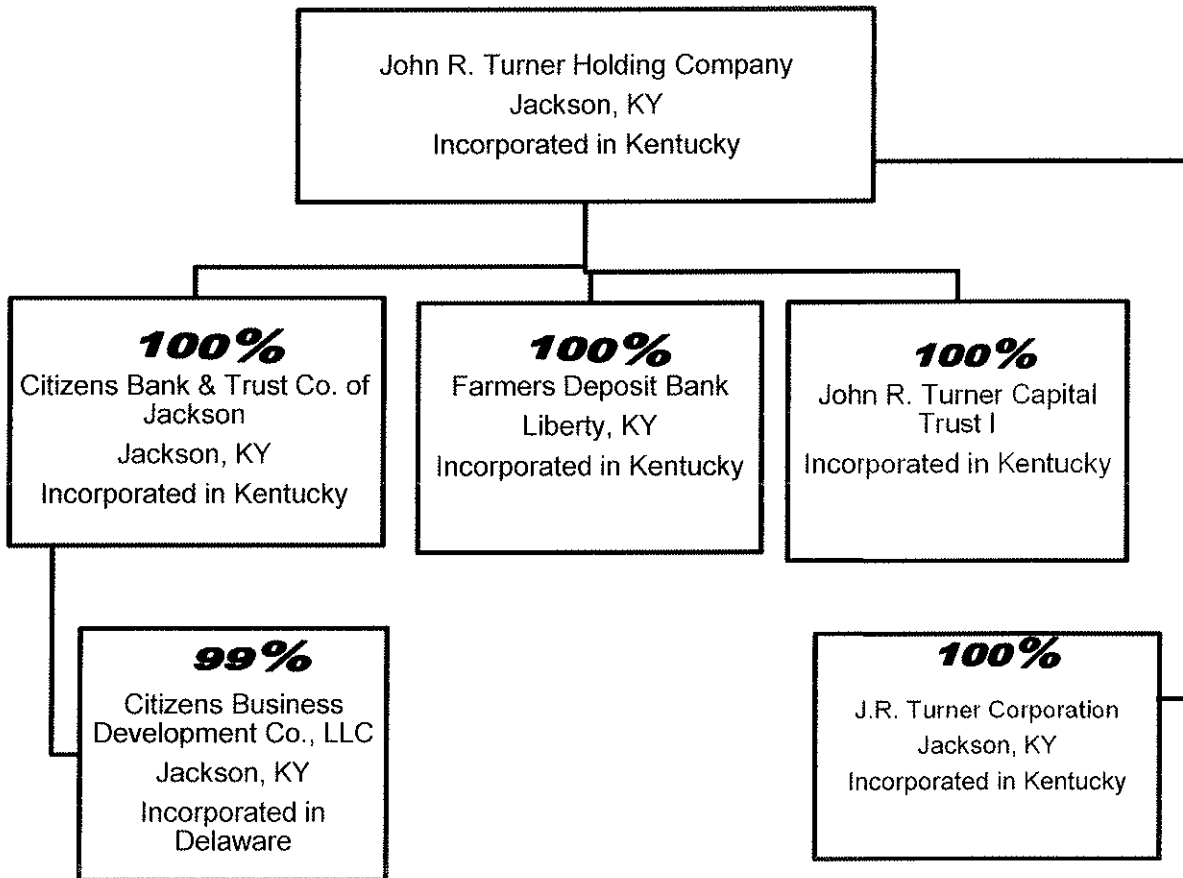 John R. Turner Holding Company
Jackson, KY
Incorporated in Kentucky
100%
Citizens Bank & Trust Co. of
Jackson
Jackson, KY
Incorporated in Kentucky
100%
Farmers Deposit Bank
Liberty, KY
Incorporated in Kentucky
100%
John R. Turner Capital
Trust I
Incorporated in Kentucky
99%
Citizens Business
Development Co., LLC
Jackson, KY
Incorporated in
Delaware
100%
J.R. Turner Corporation
Jackson, KY
Incorporated in Kentucky